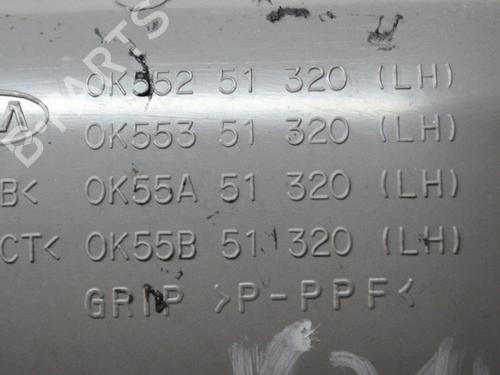 0K552 51 320 (LH)
0K553 51 320 (LH)
B< 0K55A 51 320 (LH)
CT< 0K55B 51 320 (LH)
GRIP >P-PPF<